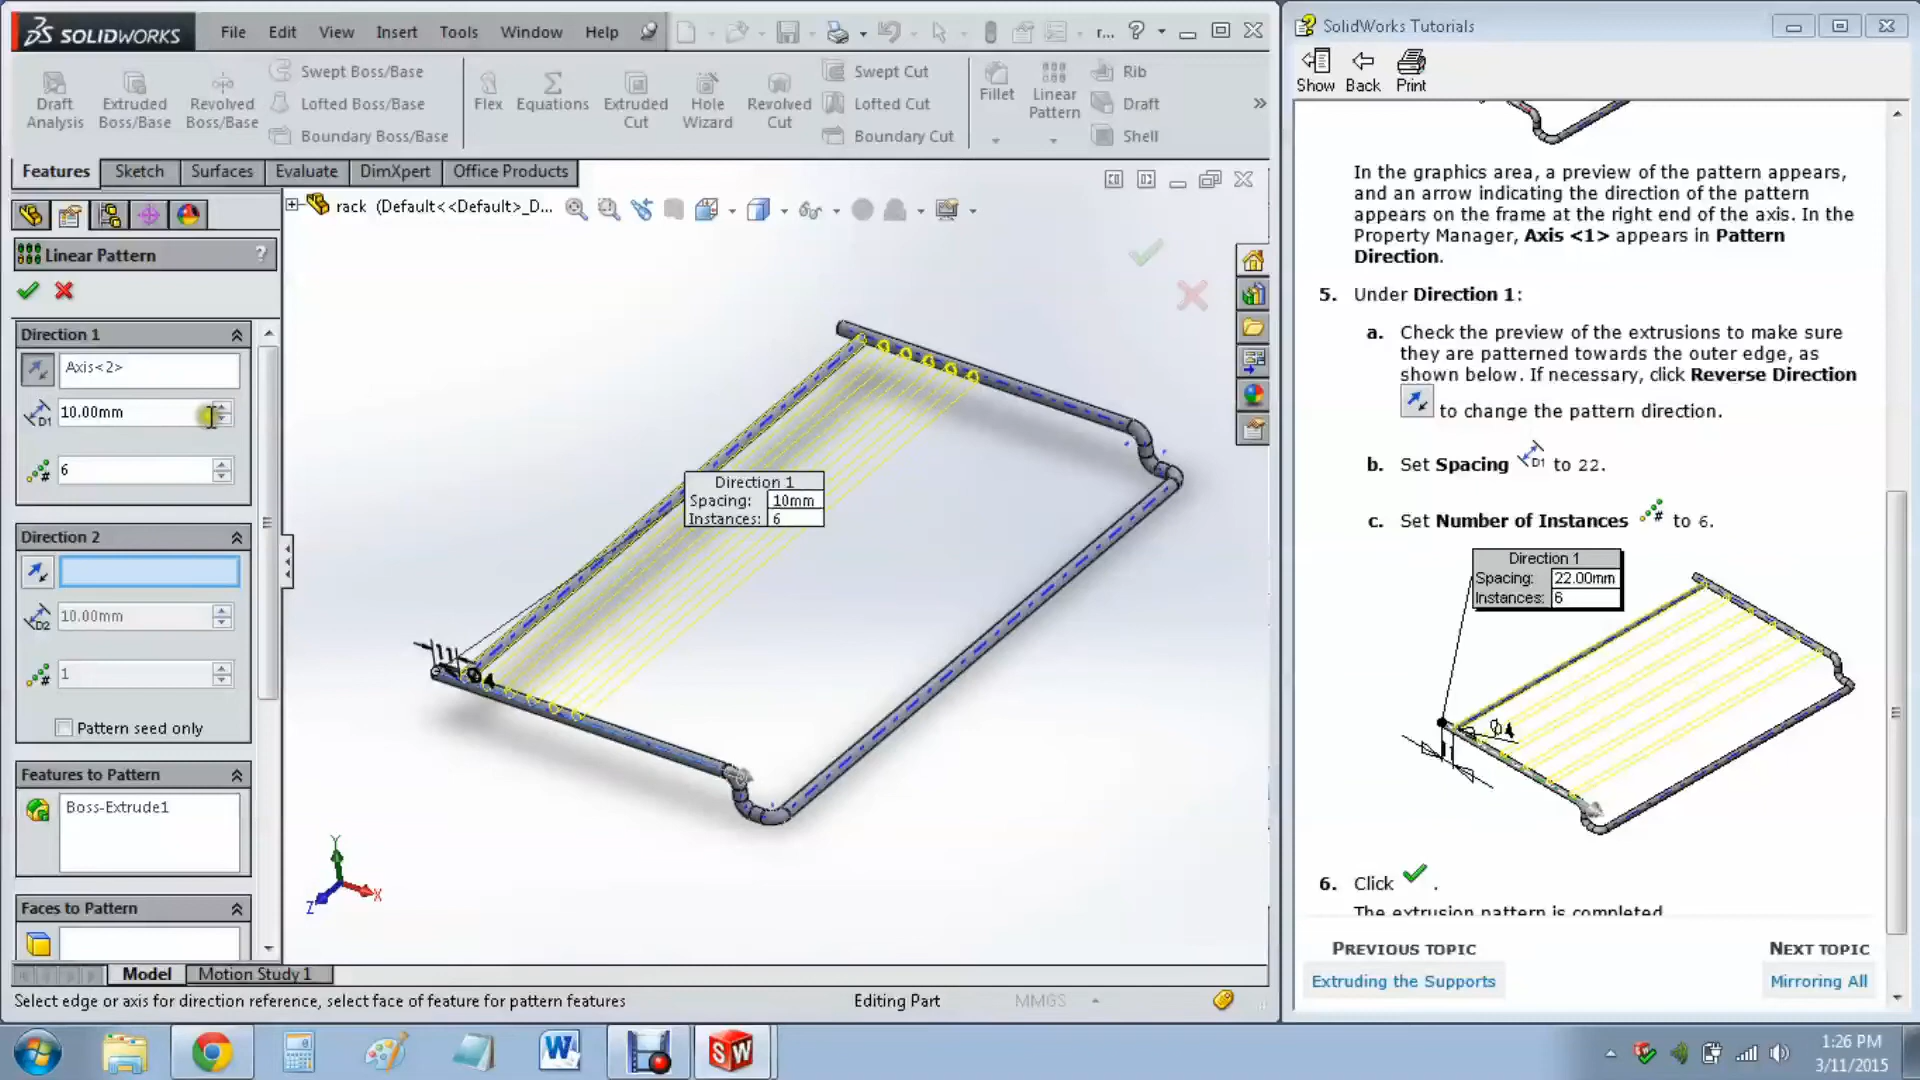 SOLIDWORKS
File Edit View Insert Tools Window Help
r... ?
Draft Analysis
Extruded Boss/Base
Revolved Boss/Base
Swept Boss/Base
Lofted Boss/Base
Boundary Boss/Base
Flex
Equations
Extruded Cut
Hole Wizard
Revolved Cut
Swept Cut
Lofted Cut
Boundary Cut
Fillet
Linear Pattern
Rib
Draft
Shell
Features Sketch Surfaces Evaluate DimXpert Office Products
rack (Default<<Default>_D...
Linear Pattern ?
Direction 1
Axis<2>
D1 10.00mm
6
Direction 2
D2 10.00mm
1
Pattern seed only
Features to Pattern
Boss-Extrude1
Faces to Pattern
Direction 1
Spacing: 10mm
Instances: 6
Y
X
Z
Model Motion Study 1
Select edge or axis for direction reference, select face of feature for pattern features
Editing Part
MMGS
SolidWorks Tutorials
Show Back Print
In the graphics area, a preview of the pattern appears,
and an arrow indicating the direction of the pattern
appears on the frame at the right end of the axis. In the
Property Manager, Axis <1> appears in Pattern
Direction.
5. Under Direction 1:
a. Check the preview of the extrusions to make sure
they are patterned towards the outer edge, as
shown below. If necessary, click Reverse Direction
to change the pattern direction.
b. Set Spacing D1 to 22.
c. Set Number of Instances # to 6.
Direction 1
Spacing: 22.00mm
Instances: 6
Φ4
6. Click .
The extrusion pattern is completed
PREVIOUS TOPIC
Extruding the Supports
NEXT TOPIC
Mirroring All
W
SW
1:26 PM
3/11/2015